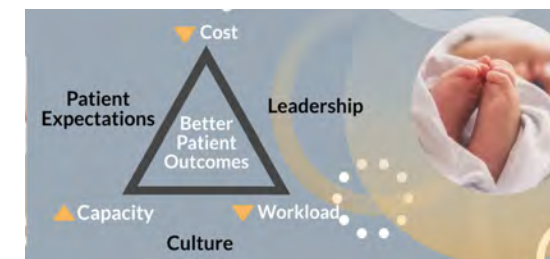 Cost
Patient
Expectations
Leadership
Better
Patient
Outcomes
Capacity
Workload
Culture